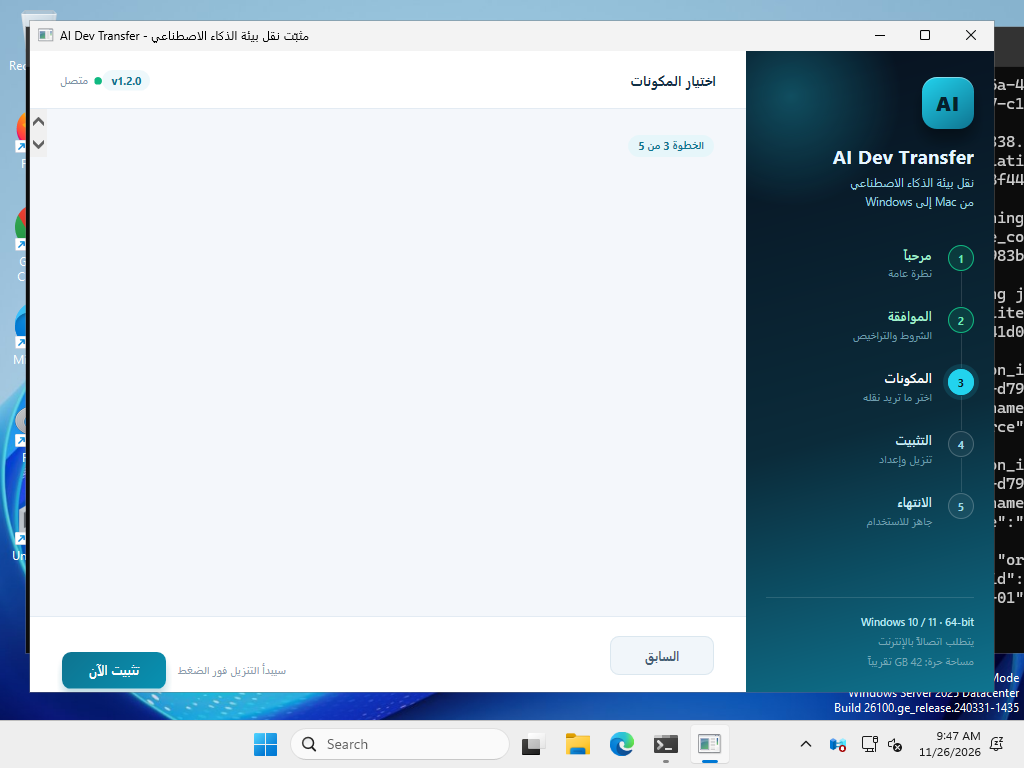 AI Dev Transfer - مثبّت نقل بيئة الذكاء الاصطناعي
اختيار المكونات
v1.2.0
متصل
الخطوة 3 من 5
AI
AI Dev Transfer
نقل بيئة الذكاء الاصطناعي
من Mac إلى Windows
1
مرحباً
نظرة عامة
2
الموافقة
الشروط والتراخيص
3
المكونات
اختر ما تريد نقله
4
التثبيت
تنزيل وإعداد
5
الانتهاء
جاهز للاستخدام
Windows 10 / 11 · 64-bit
يتطلب اتصالاً بالإنترنت
مساحة حرة: 42 GB تقريباً
السابق
تثبيت الآن
سيبدأ التنزيل فور الضغط
Mode
Windows Server 2025 Datacenter
Build 26100.ge_release.240331-1435
Search
9:47 AM
11/26/2026